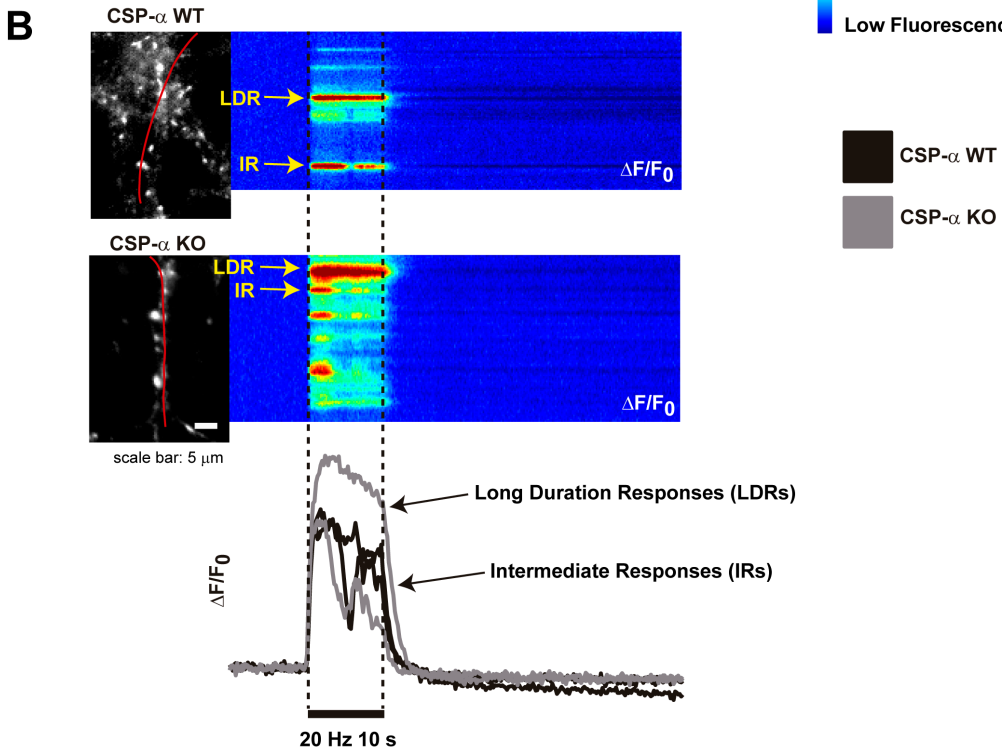 B
CSP-α WT
LDR
IR
ΔF/F0
Low Fluorescenc
CSP-α WT
CSP-α KO
CSP-α KO
LDR
IR
ΔF/F0
scale bar: 5 μm
Long Duration Responses (LDRs)
Intermediate Responses (IRs)
ΔF/F0
20 Hz 10 s